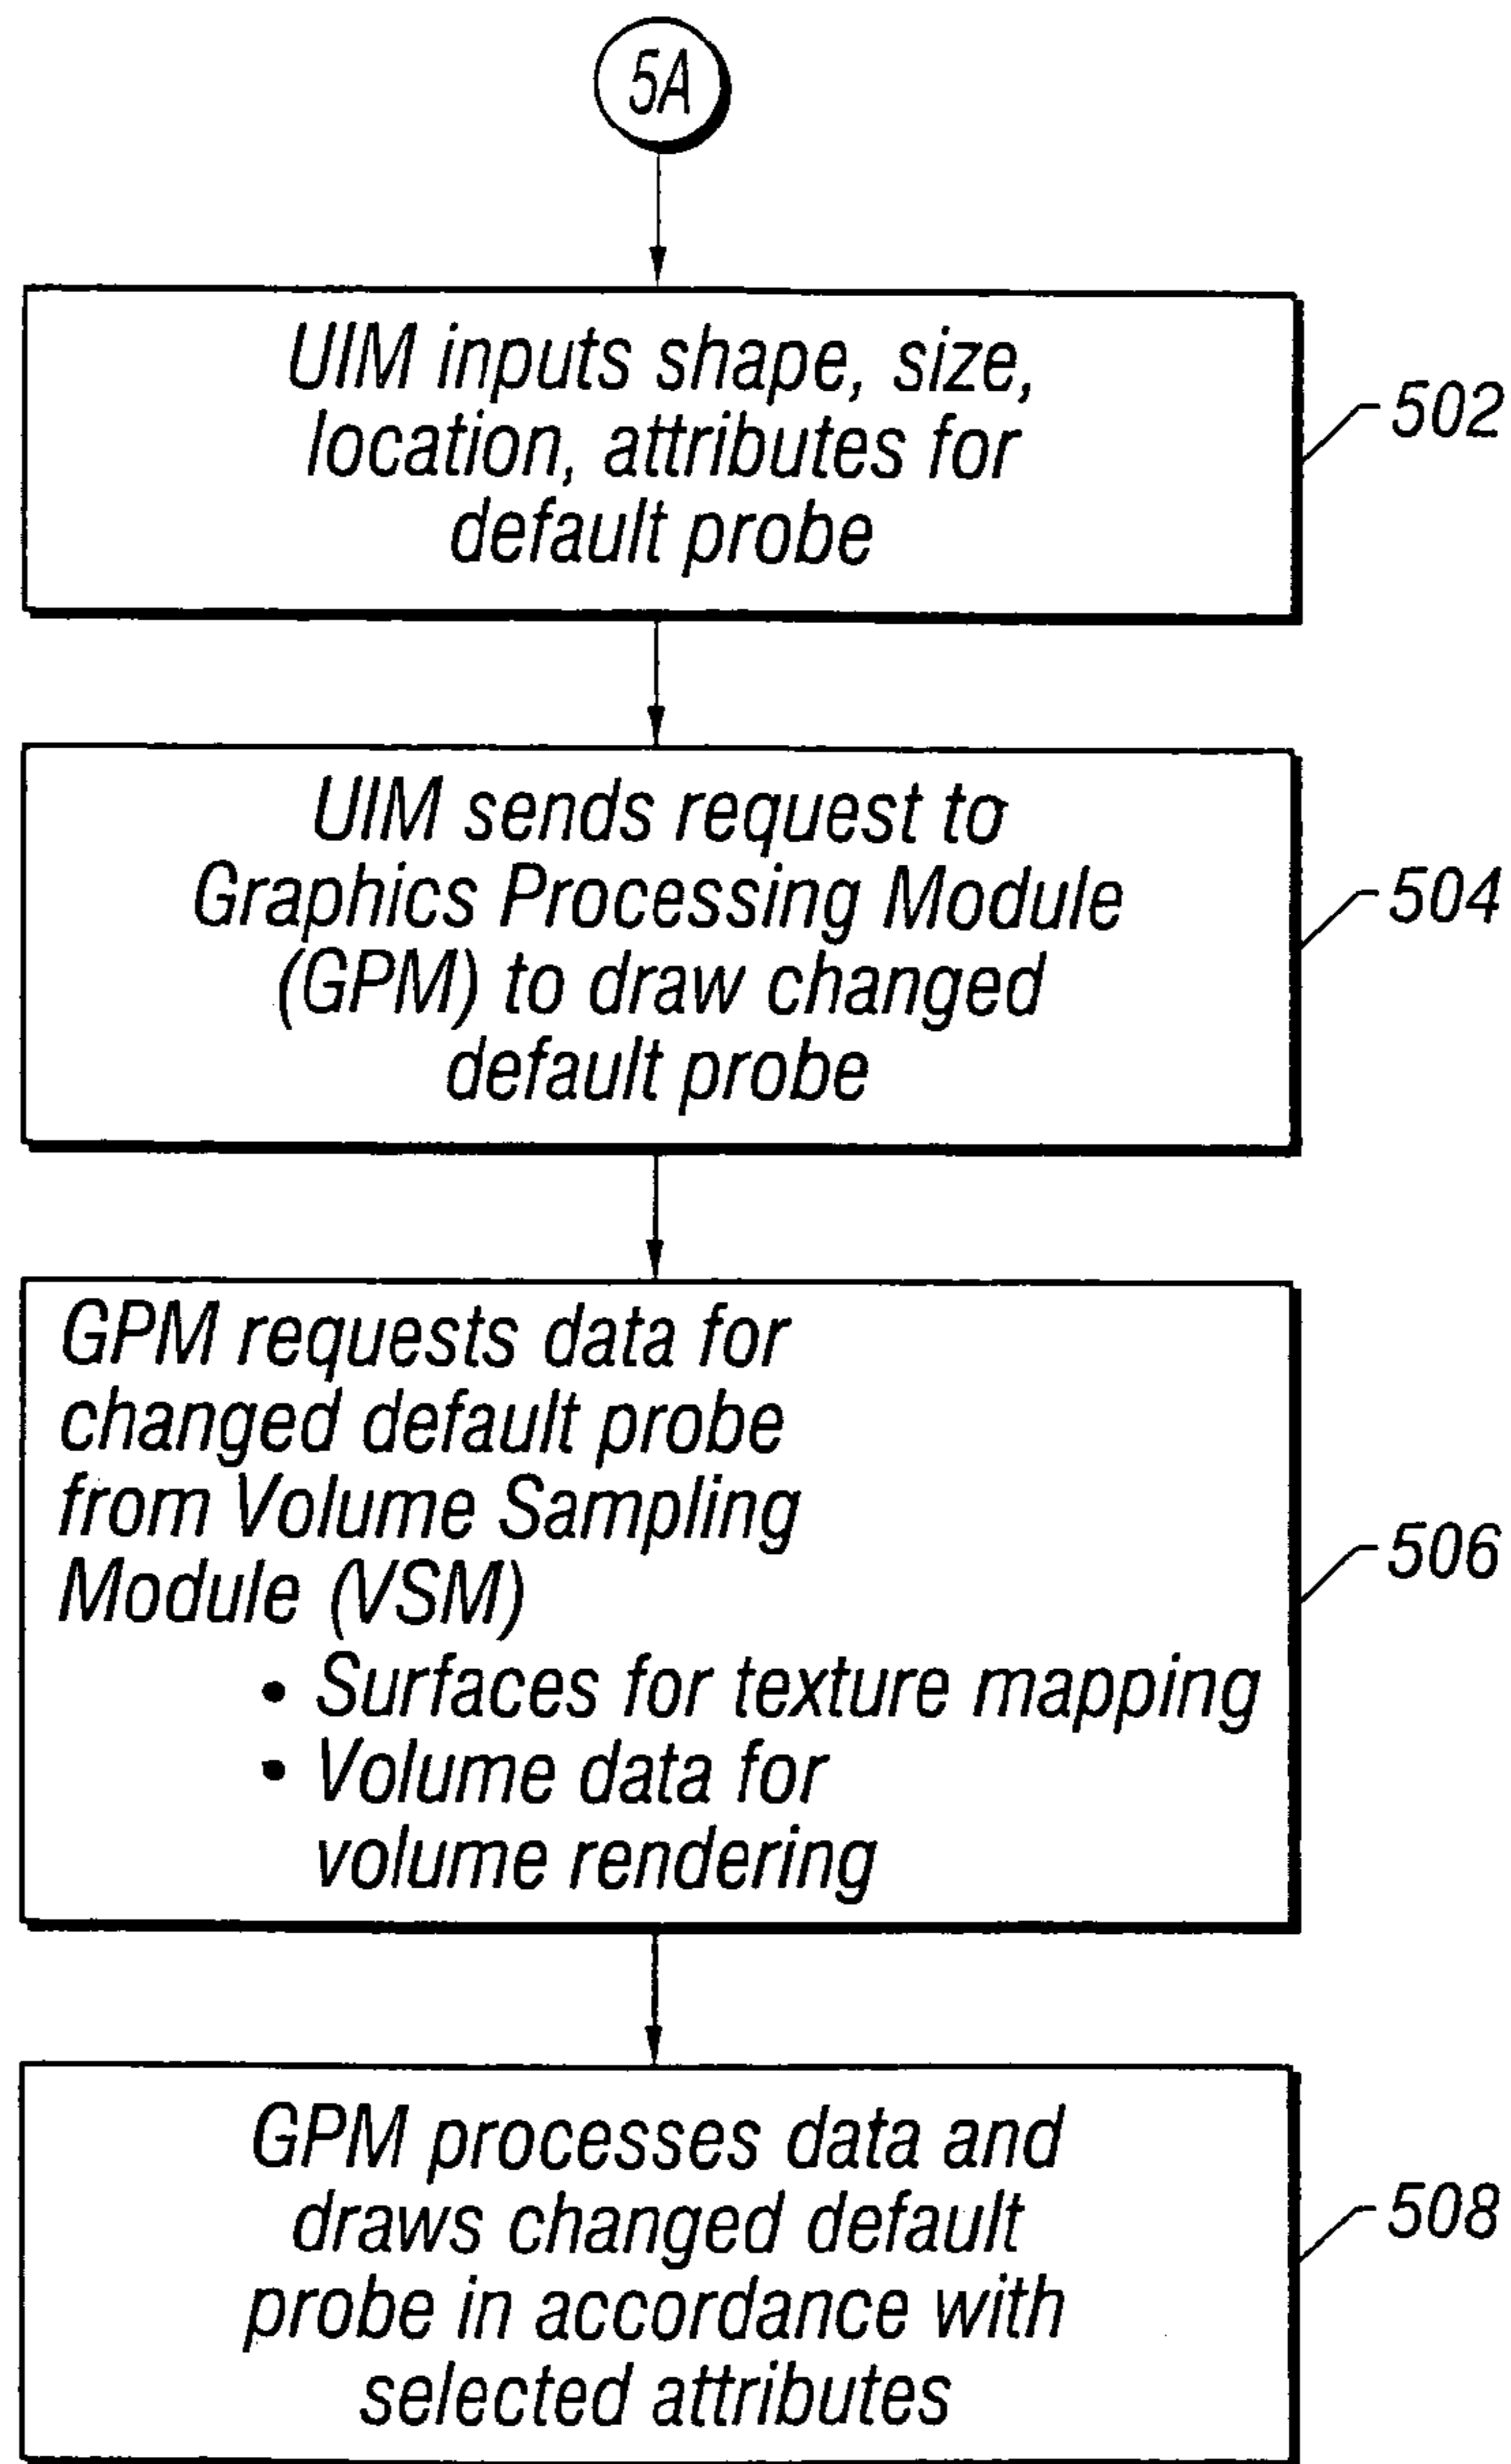 5A
UIM inputs shape, size,
location, attributes for
default probe
502
UIM sends request to
Graphics Processing Module
(GPM) to draw changed
default probe
504
GPM requests data for
changed default probe
from Volume Sampling
Module (VSM)
• Surfaces for texture mapping
• Volume data for
volume rendering
506
GPM processes data and
draws changed default
probe in accordance with
selected attributes
508